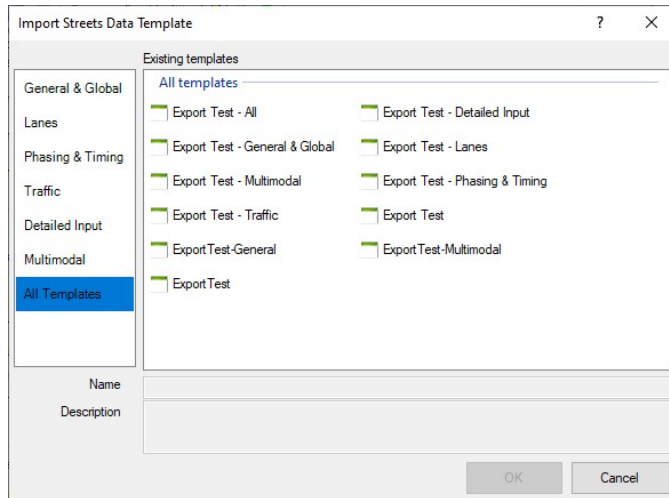 Import Streets Data Template
?
X
Existing templates
General & Global
Lanes
Phasing & Timing
Traffic
Detailed Input
Multimodal
All Templates
All templates
Export Test - All
Export Test - Detailed Input
Export Test - General & Global
Export Test - Lanes
Export Test - Multimodal
Export Test - Phasing & Timing
Export Test - Traffic
Export Test
ExportTest-General
ExportTest-Multimodal
ExportTest
Name
Description
OK
Cancel